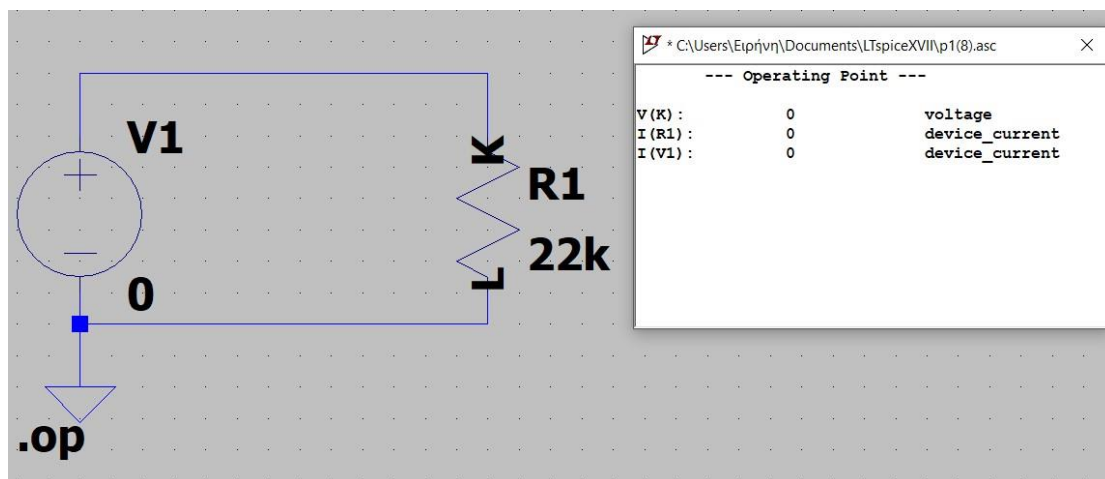 V1
0
K
R1
22k
L
.op
* C:\Users\Ειρήνη\Documents\LTspiceXVII\p1(8).asc
--- Operating Point ---
V(K): 0 voltage
I(R1): 0 device_current
I(V1): 0 device_current